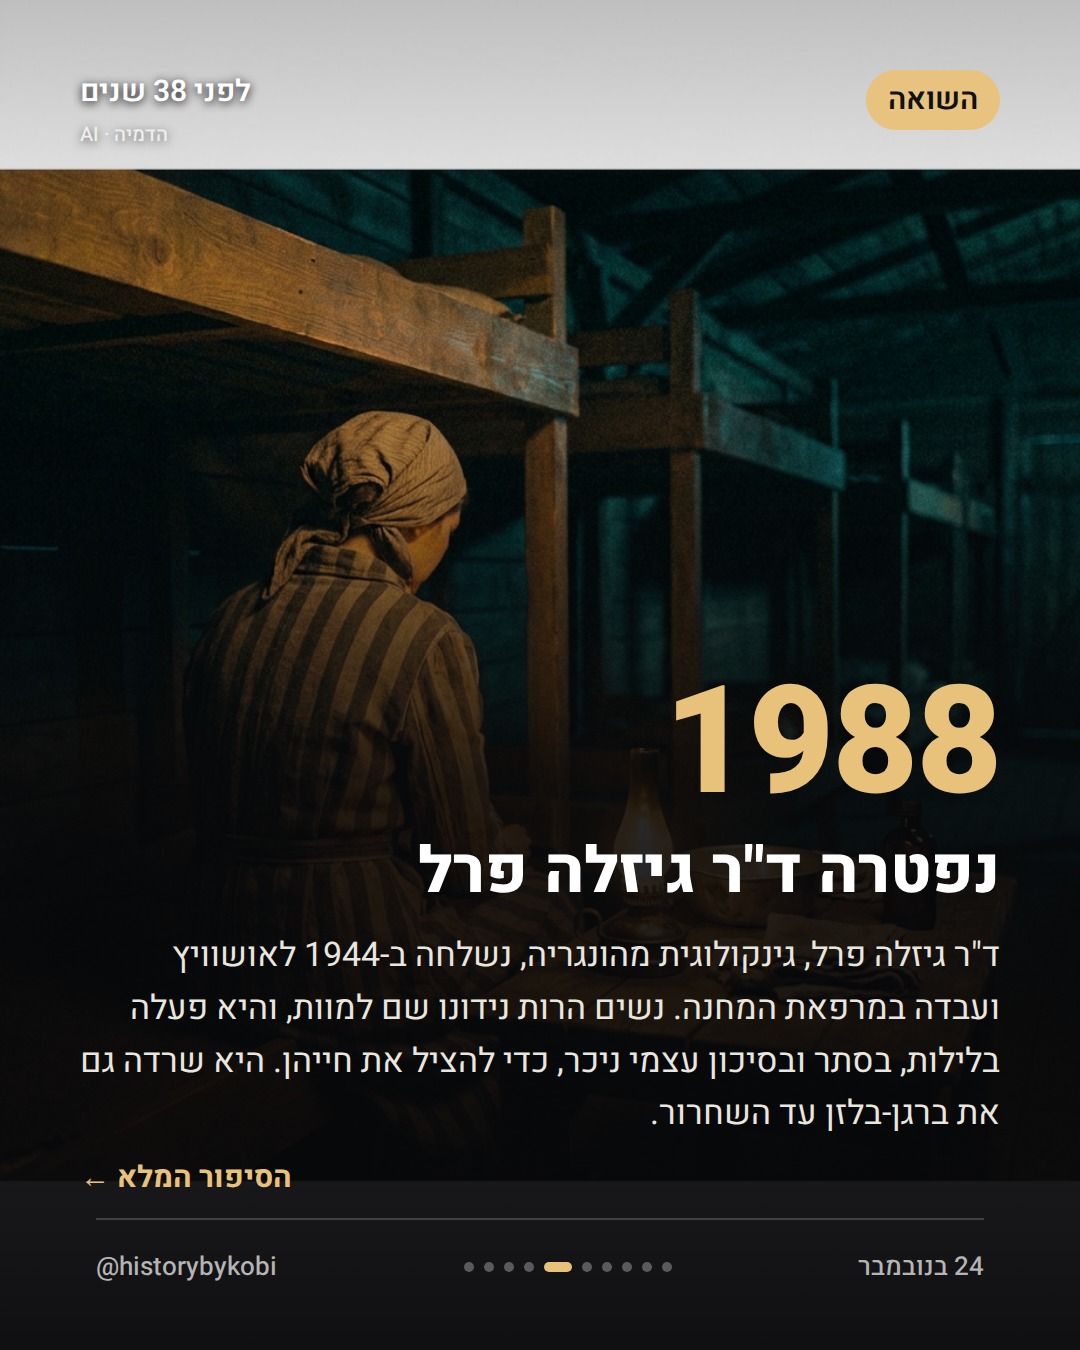 השואה
לפני 38 שנים
הדמיה · AI
1988
נפטרה ד"ר גיזלה פרל
ד"ר גיזלה פרל, גינקולוגית מהונגריה, נשלחה ב-1944 לאושוויץ
ועבדה במרפאת המחנה. נשים הרות נידונו שם למוות, והיא פעלה
בלילות, בסתר ובסיכון עצמי ניכר, כדי להציל את חייהן. היא שרדה גם
את ברגן-בלזן עד השחרור.
הסיפור המלא ←
24 בנובמבר
@historybykobi